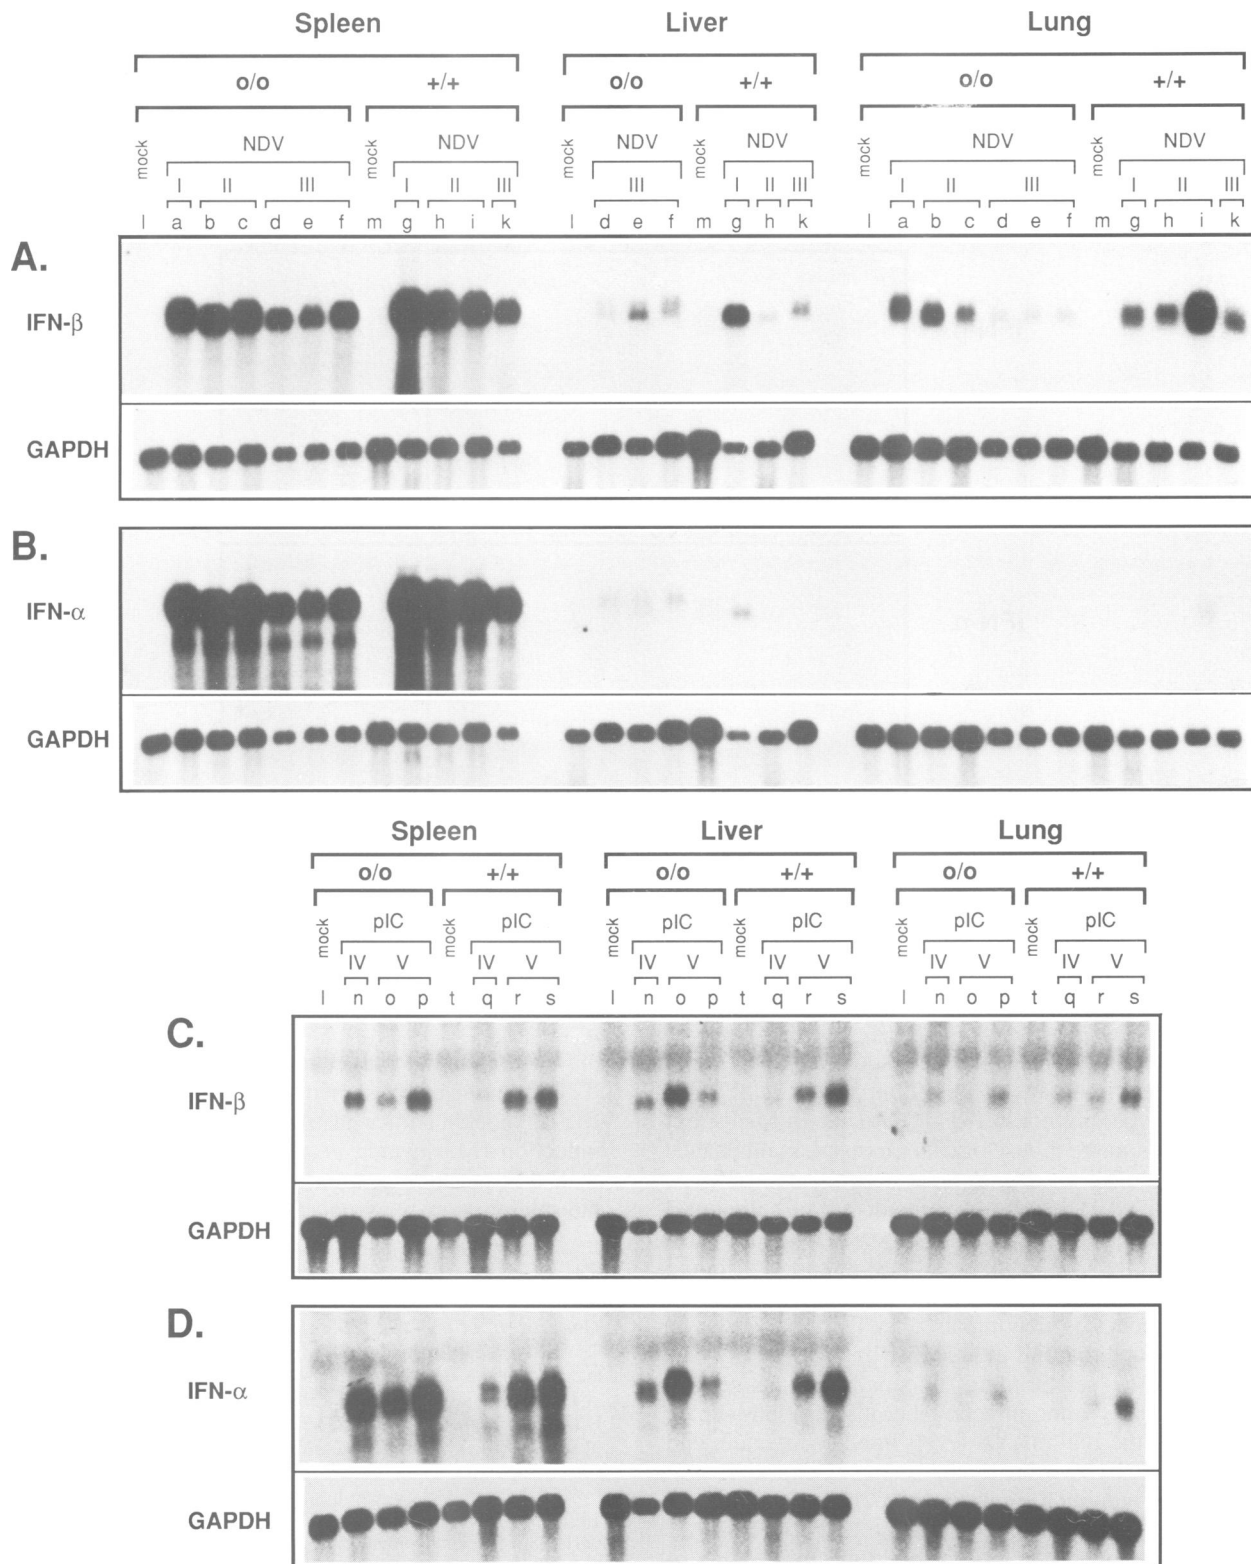 Spleen Liver Lung
o/o +/+ o/o +/+ o/o +/+
mock NDV mock NDV mock NDV mock NDV mock NDV mock NDV
I II III I II III III I II III I II III I II III
l a b c d e f m g h i k l d e f m g h k l a b c d e f m g h i k
A.
IFN-β
GAPDH
B.
IFN-α
GAPDH
Spleen Liver Lung
o/o +/+ o/o +/+ o/o +/+
mock pIC mock pIC mock pIC mock pIC mock pIC mock pIC
IV V IV V IV V IV V IV V IV V
l n o p t q r s l n o p t q r s l n o p t q r s
C.
IFN-β
GAPDH
D.
IFN-α
GAPDH